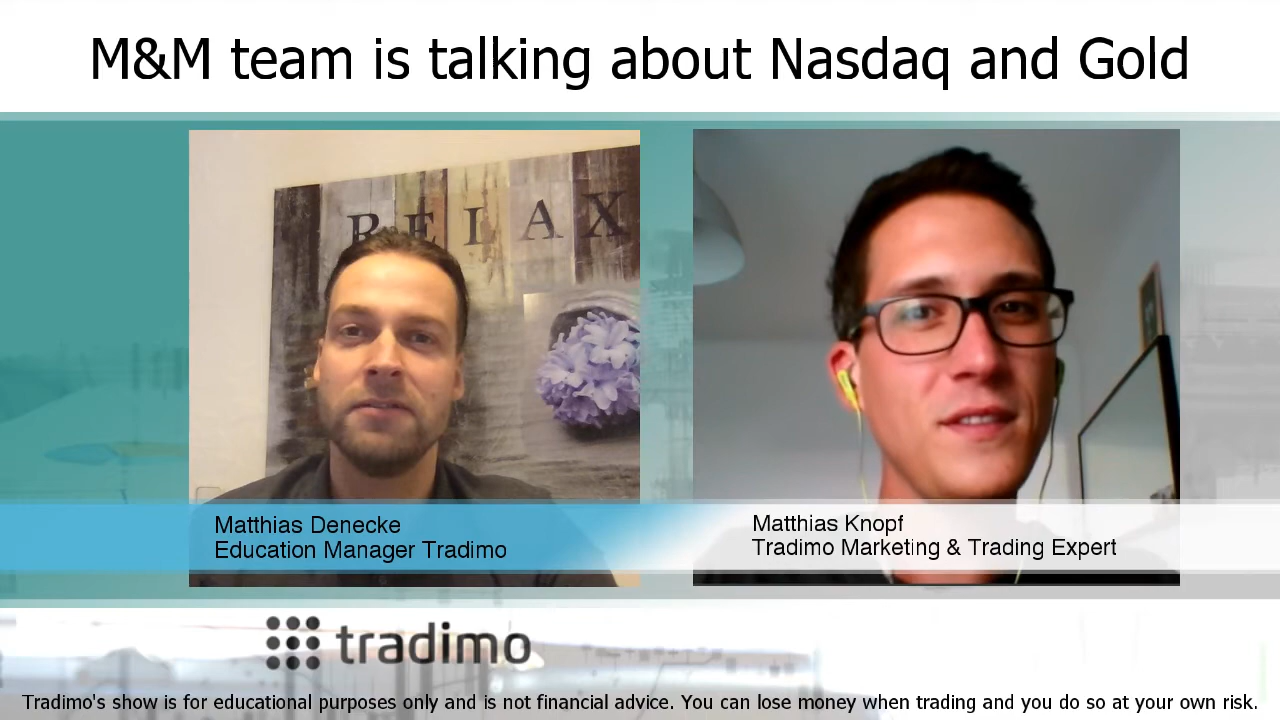 M&M team is talking about Nasdaq and Gold
RELAX
Matthias Denecke
Education Manager Tradimo
Matthias Knopf
Tradimo Marketing & Trading Expert
tradimo
Tradimo's show is for educational purposes only and is not financial advice. You can lose money when trading and you do so at your own risk.